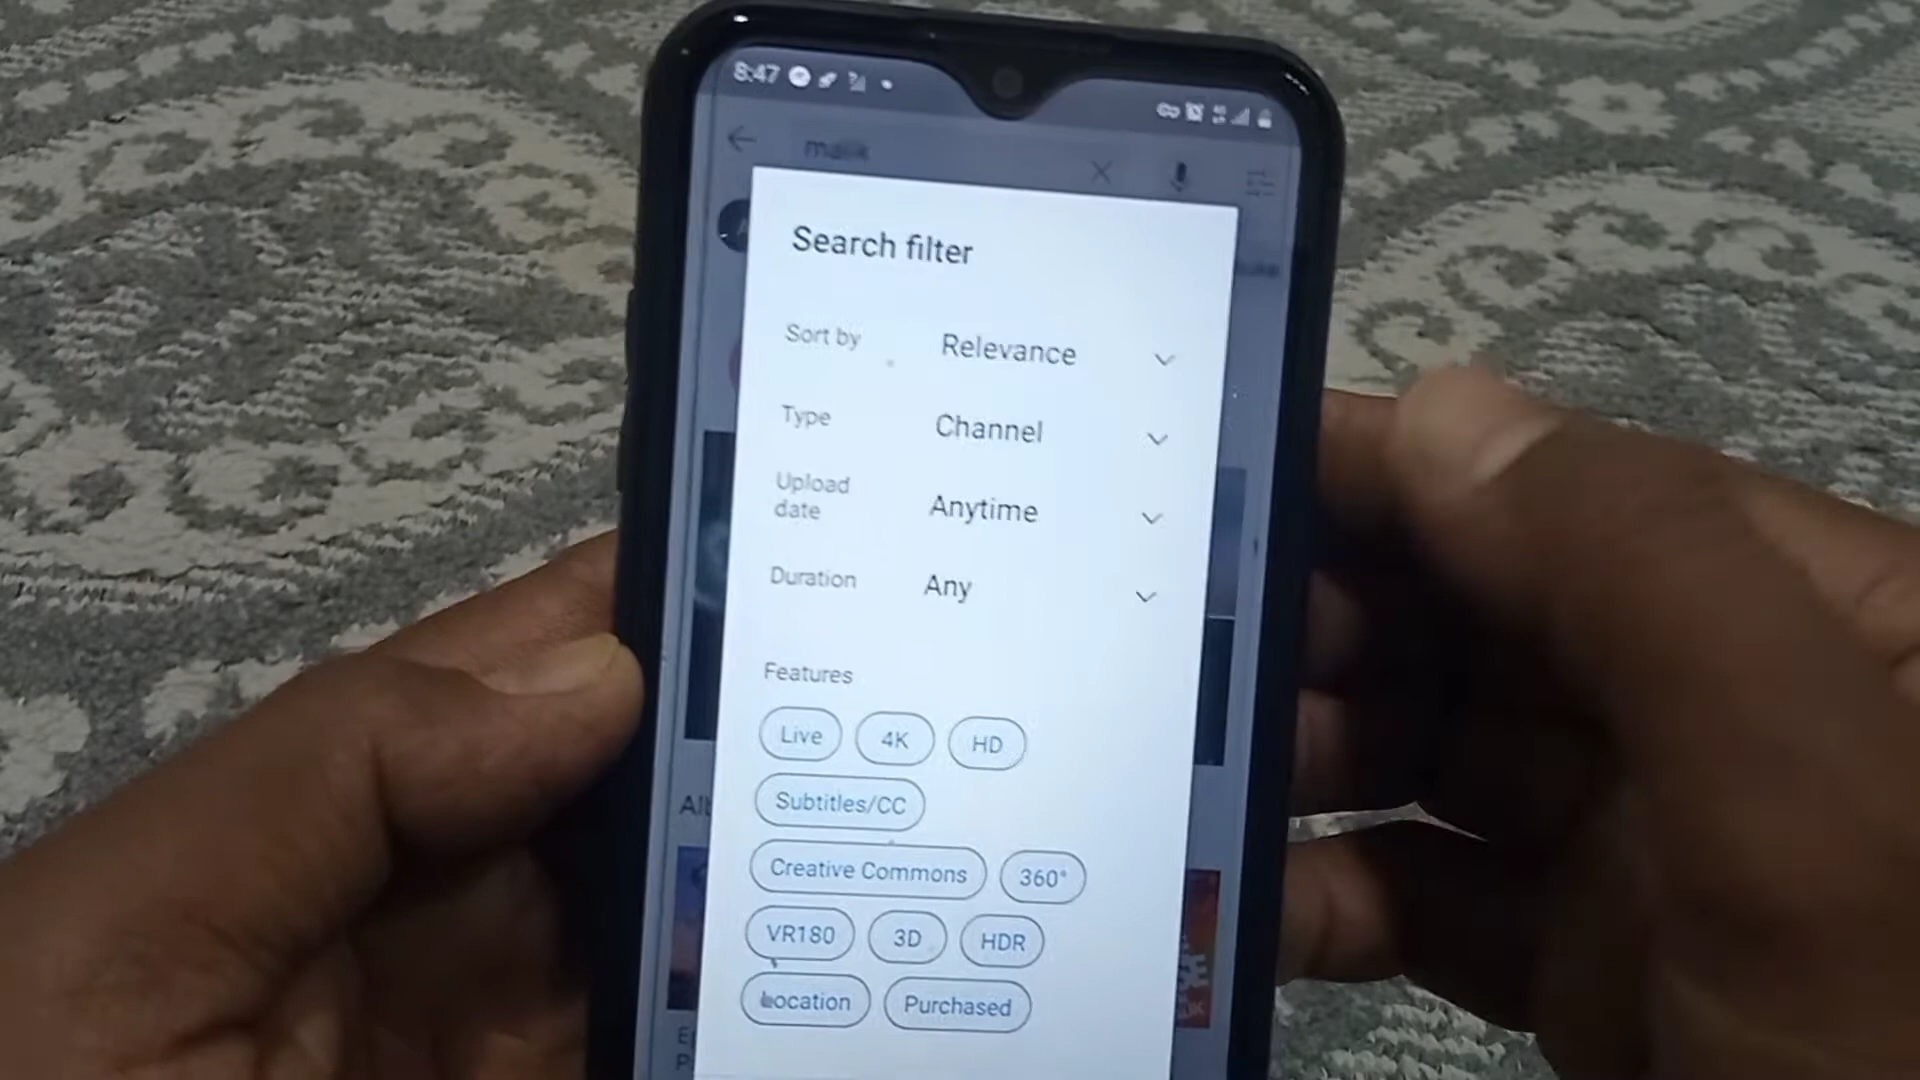 8:47
Search filter
Sort by Relevance
Type Channel
Upload date Anytime
Duration Any
Features
Live 4K HD
Subtitles/CC
Creative Commons 360°
VR180 3D HDR
Location Purchased